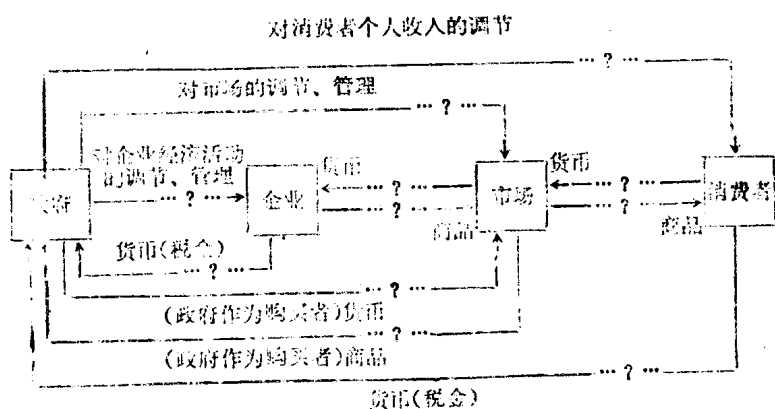 对消费者个人收入的调节
… ? …
对市场的调节、管理
… ? …
对企业经济活动
的调节、管理
货币
货币
政府
… ? …
企业
… ? …
… ? …
市场
… ? …
… ? …
消费者
商品
商品
货币(税金)
… ? …
… ? …
(政府作为购买者)货币
… ? …
(政府作为购买者)商品
… ? …
货币(税金)